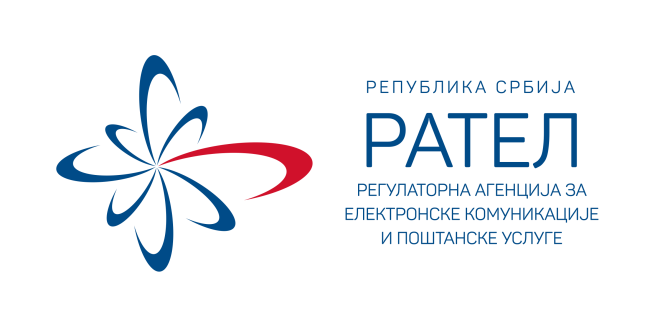 РЕПУБЛИКА СРБИЈА
РАТЕЛ
РЕГУЛАТОРНА АГЕНЦИЈА ЗА
ЕЛЕКТРОНСКЕ КОМУНИКАЦИЈЕ
И ПОШТАНСКЕ УСЛУГЕ